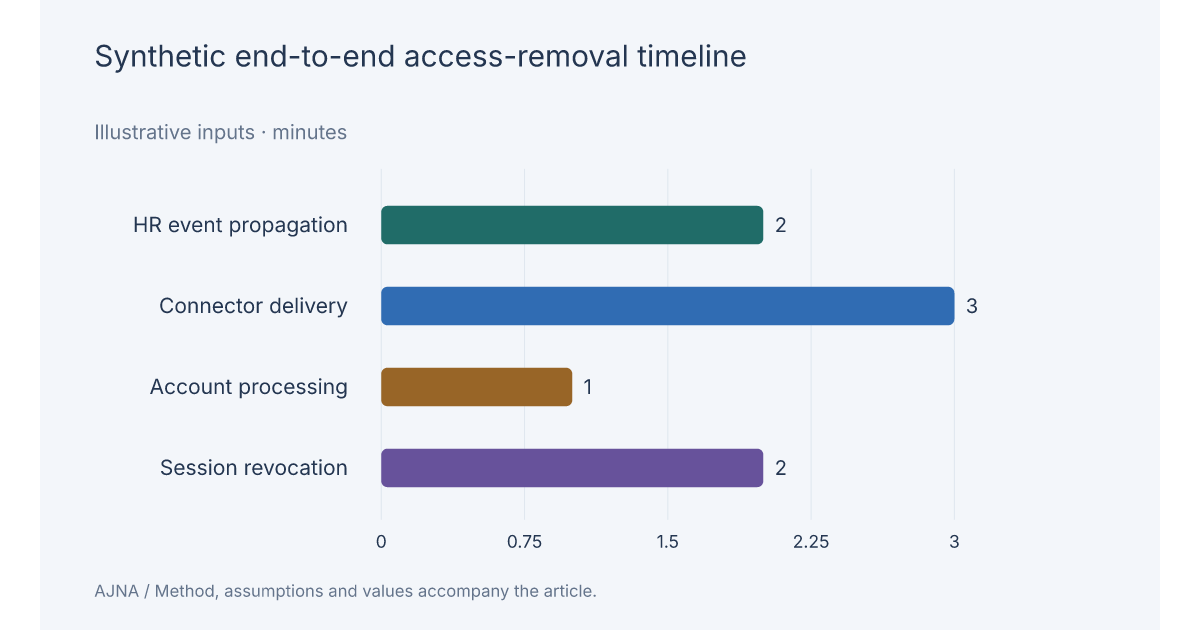 Synthetic end-to-end access-removal timeline
Illustrative inputs · minutes
HR event propagation 2
Connector delivery 3
Account processing 1
Session revocation 2
0 0.75 1.5 2.25 3
AJNA / Method, assumptions and values accompany the article.